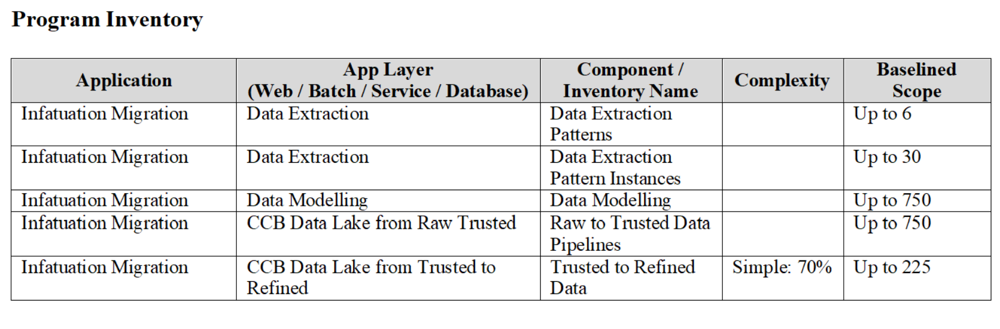 Program Inventory
Application
App Layer
(Web / Batch / Service / Database)
Component /
Inventory Name
Complexity
Baselined
Scope
Infatuation Migration
Data Extraction
Data Extraction
Patterns
Up to 6
Infatuation Migration
Data Extraction
Data Extraction
Pattern Instances
Up to 30
Infatuation Migration
Data Modelling
Data Modelling
Up to 750
Infatuation Migration
CCB Data Lake from Raw Trusted
Raw to Trusted Data
Pipelines
Up to 750
Infatuation Migration
CCB Data Lake from Trusted to
Refined
Trusted to Refined
Data
Simple: 70%
Up to 225